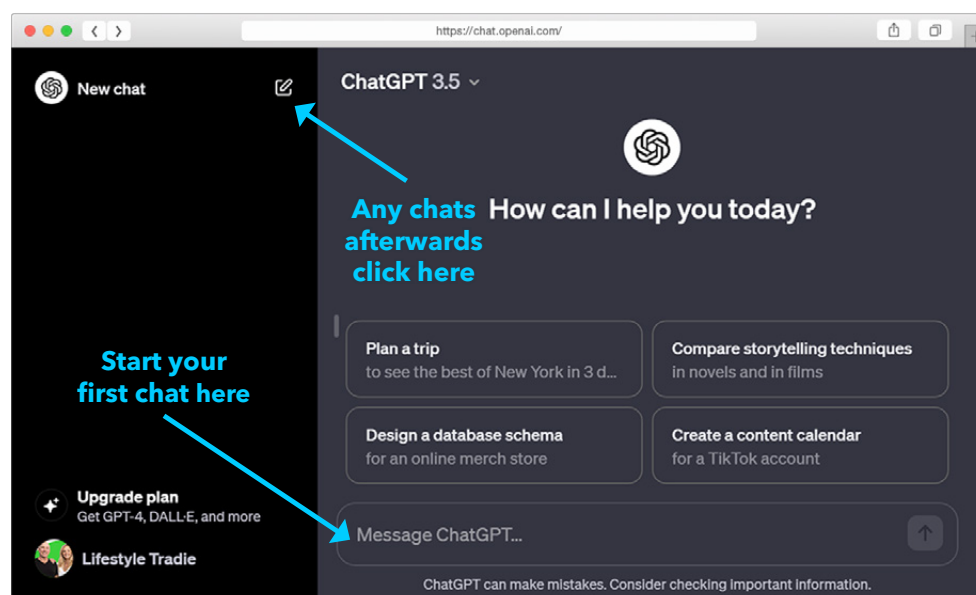 https://chat.openai.com/
New chat
ChatGPT 3.5
How can I help you today?
Any chats
afterwards
click here
Start your
first chat here
Plan a trip
to see the best of New York in 3 d...
Compare storytelling techniques
in novels and in films
Design a database schema
for an online merch store
Create a content calendar
for a TikTok account
Upgrade plan
Get GPT-4, DALL·E, and more
Lifestyle Tradie
Message ChatGPT...
ChatGPT can make mistakes. Consider checking important information.